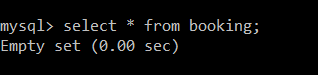 mysql> select * from booking;
Empty set (0.00 sec)